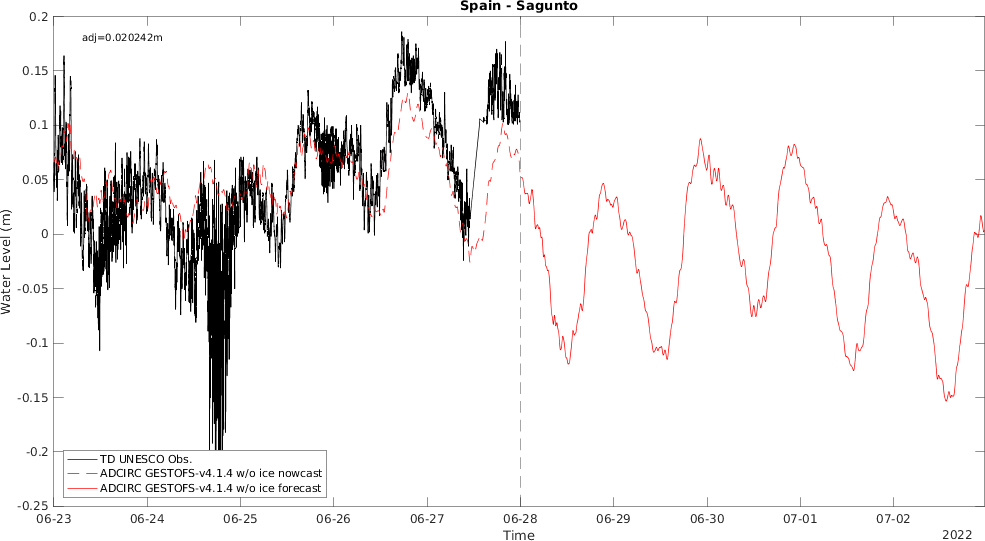 Spain - Sagunto
adj=0.020242m
0.2
0.15
0.1
0.05
0
-0.05
-0.1
-0.15
-0.2
-0.25
Water Level (m)
TD UNESCO Obs.
ADCIRC GESTOFS-v4.1.4 w/o ice nowcast
ADCIRC GESTOFS-v4.1.4 w/o ice forecast
06-23 06-24 06-25 06-26 06-27 06-28 06-29 06-30 07-01 07-02
Time
2022